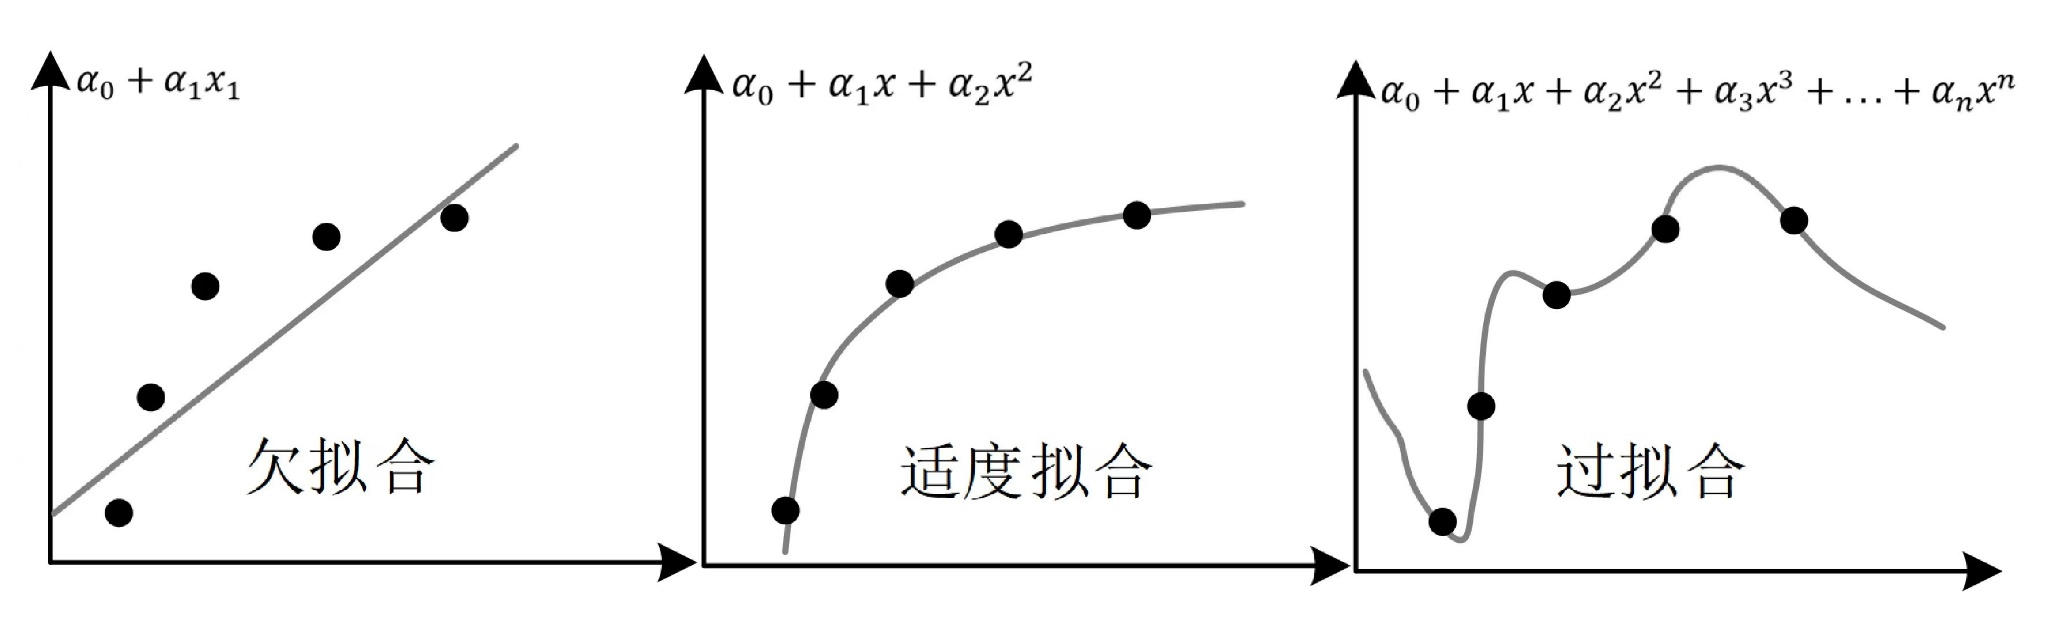 α₀ + α₁x₁
欠拟合
α₀ + α₁x + α₂x²
适度拟合
α₀ + α₁x + α₂x² + α₃x³ + … + αₙxⁿ
过拟合